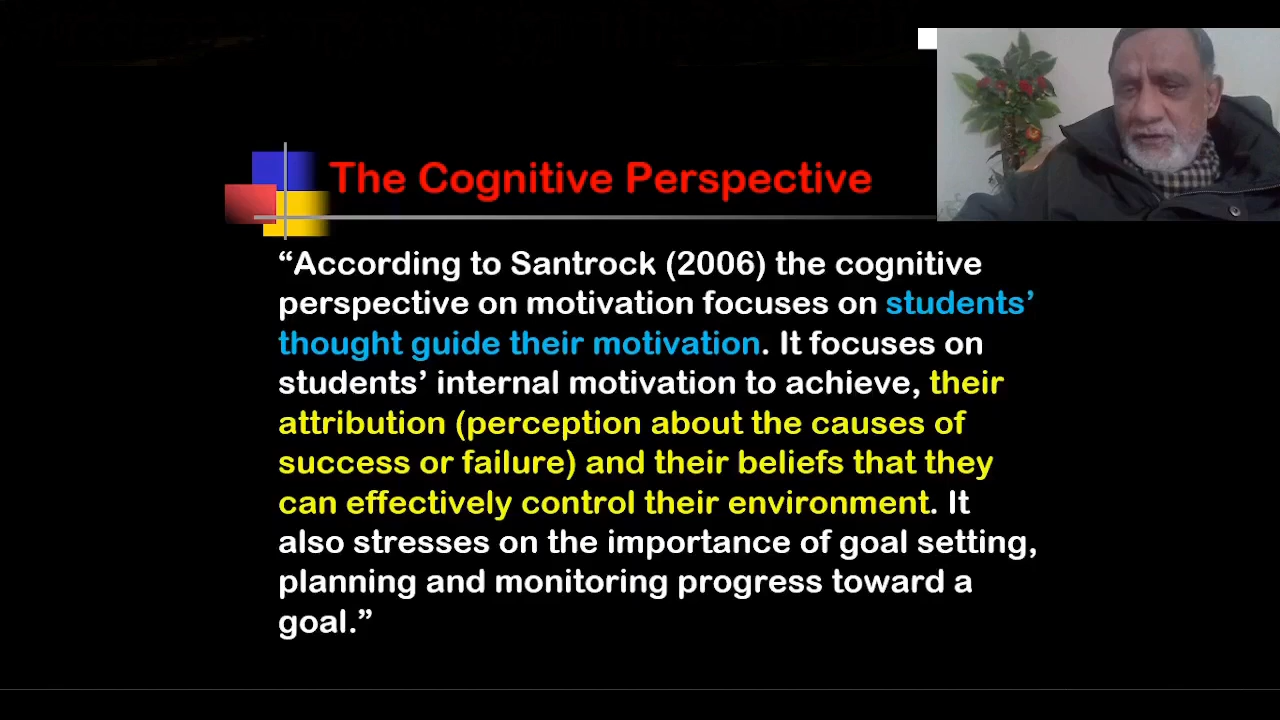 The Cognitive Perspective
“According to Santrock (2006) the cognitive
perspective on motivation focuses on students’
thought guide their motivation. It focuses on
students’ internal motivation to achieve, their
attribution (perception about the causes of
success or failure) and their beliefs that they
can effectively control their environment. It
also stresses on the importance of goal setting,
planning and monitoring progress toward a
goal.”